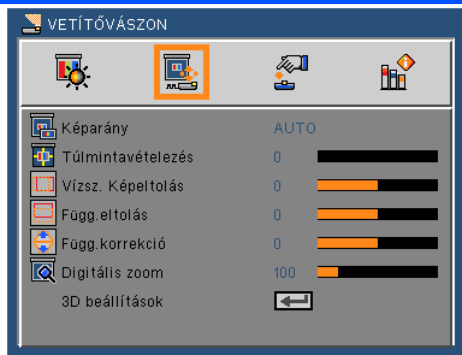 VETÍTŐVÁSZON
Képarány AUTO
Túlmintavételezés 0
Vízsz. Képeltolás 0
Függ.eltolás 0
Függ.korrekció 0
Digitális zoom 100
3D beállítások